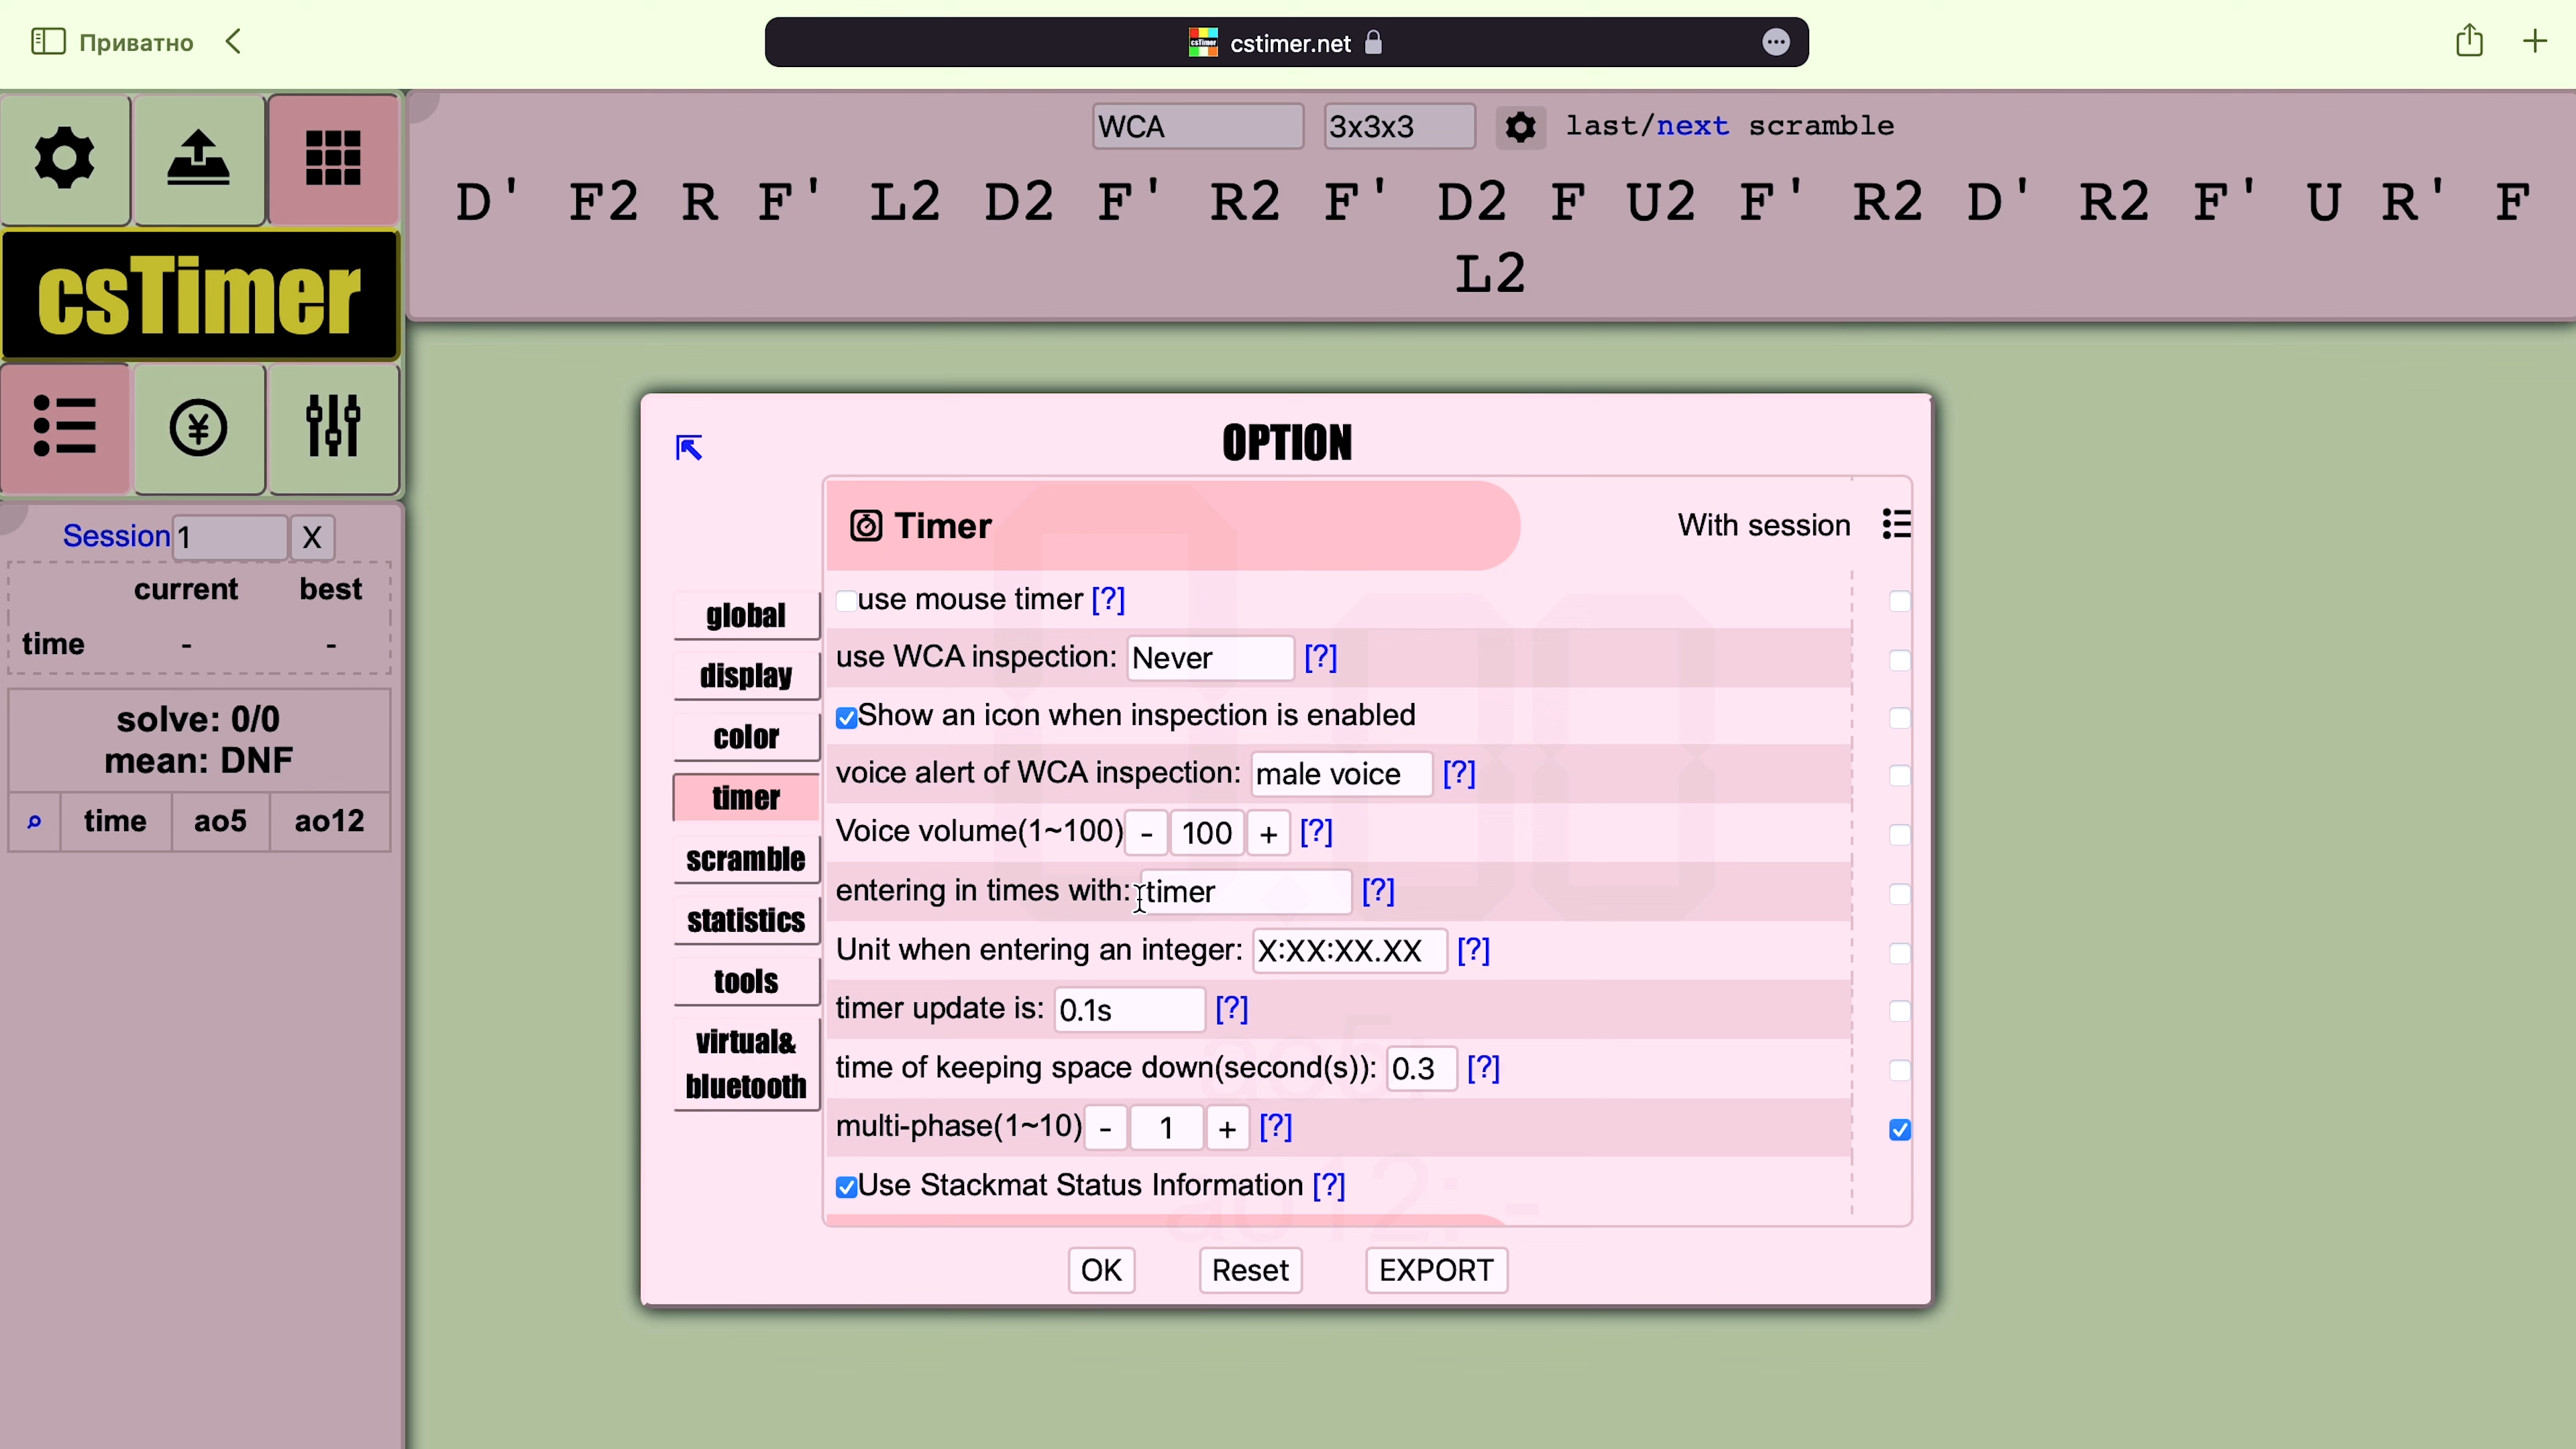 Приватно
cstimer.net
WCA 3x3x3 last/next scramble
D' F2 R F' L2 D2 F' R2 F' D2 F U2 F' R2 D' R2 F' U R' F
L2
csTimer
Session 1 X
current best
time - -
solve: 0/0
mean: DNF
time ao5 ao12
OPTION
Timer With session
global
display
color
timer
scramble
statistics
tools
virtual&
bluetooth
use mouse timer [?]
use WCA inspection: Never [?]
Show an icon when inspection is enabled
voice alert of WCA inspection: male voice [?]
Voice volume(1~100) - 100 + [?]
entering in times with: timer [?]
Unit when entering an integer: X:XX:XX.XX [?]
timer update is: 0.1s [?]
time of keeping space down(second(s)): 0.3 [?]
multi-phase(1~10) - 1 + [?]
Use Stackmat Status Information [?]
OK Reset EXPORT